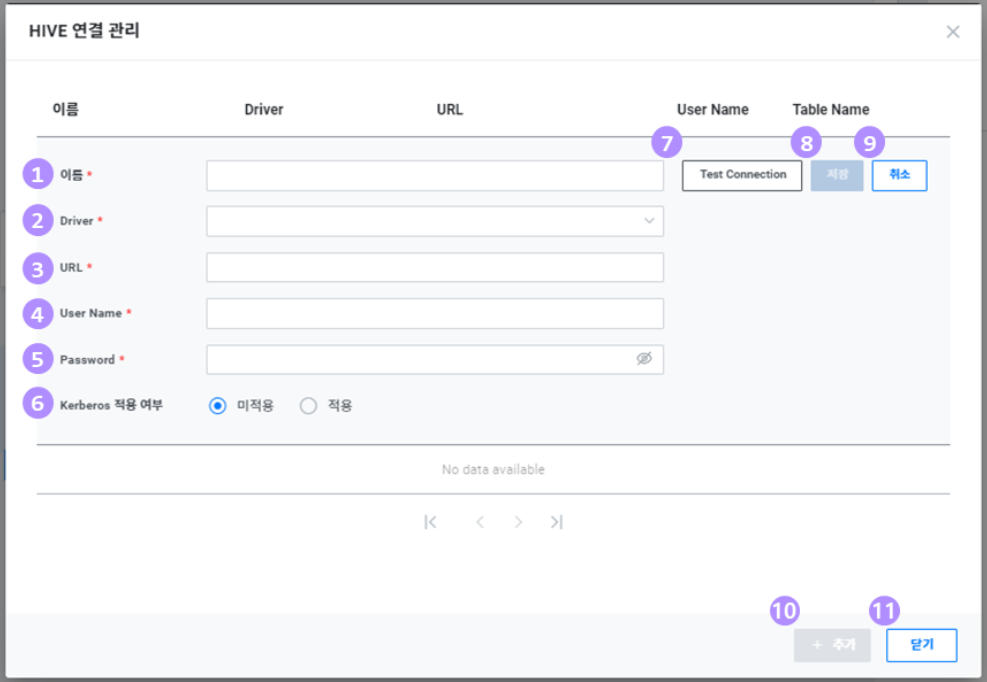 HIVE 연결 관리
이름 Driver URL User Name Table Name
7 8 9
1 이름 * Test Connection 저장 취소
2 Driver *
3 URL *
4 User Name *
5 Password *
6 Kerberos 적용 여부 미적용 적용
No data available
10 11
+ 추가 닫기